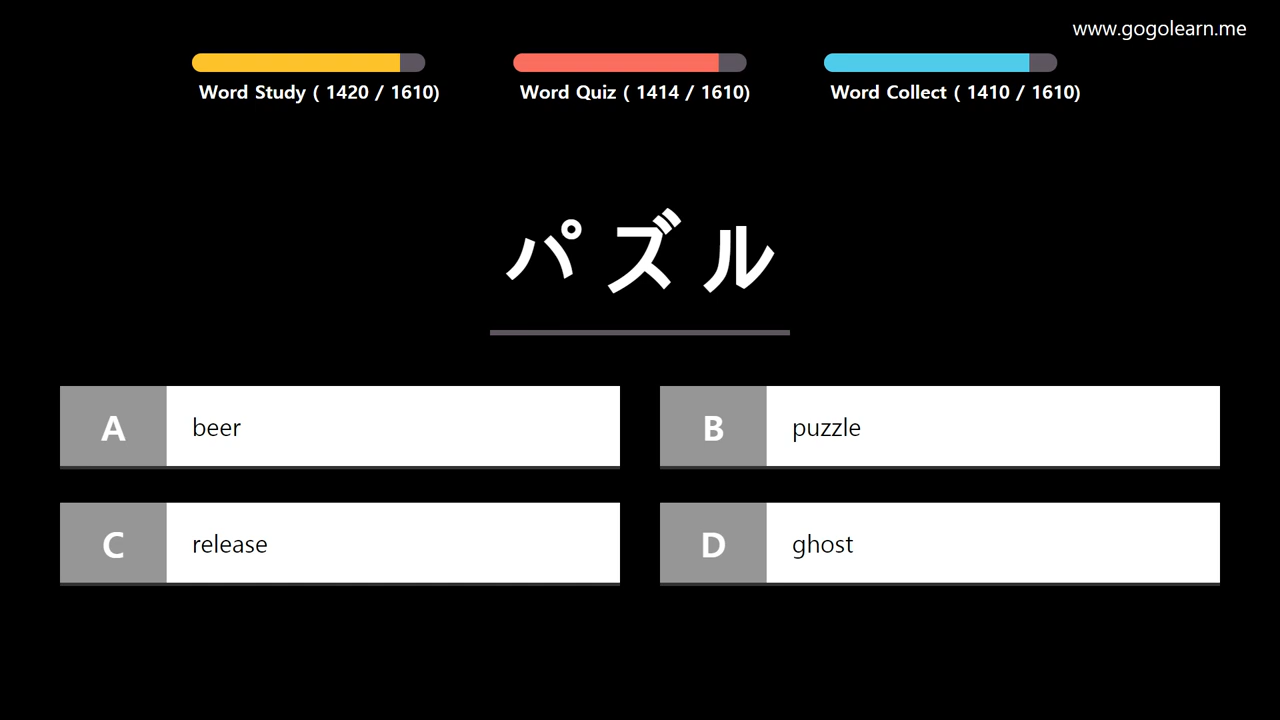 www.gogolearn.me
Word Study ( 1420 / 1610)
Word Quiz ( 1414 / 1610)
Word Collect ( 1410 / 1610)
パズル
A beer
B puzzle
C release
D ghost